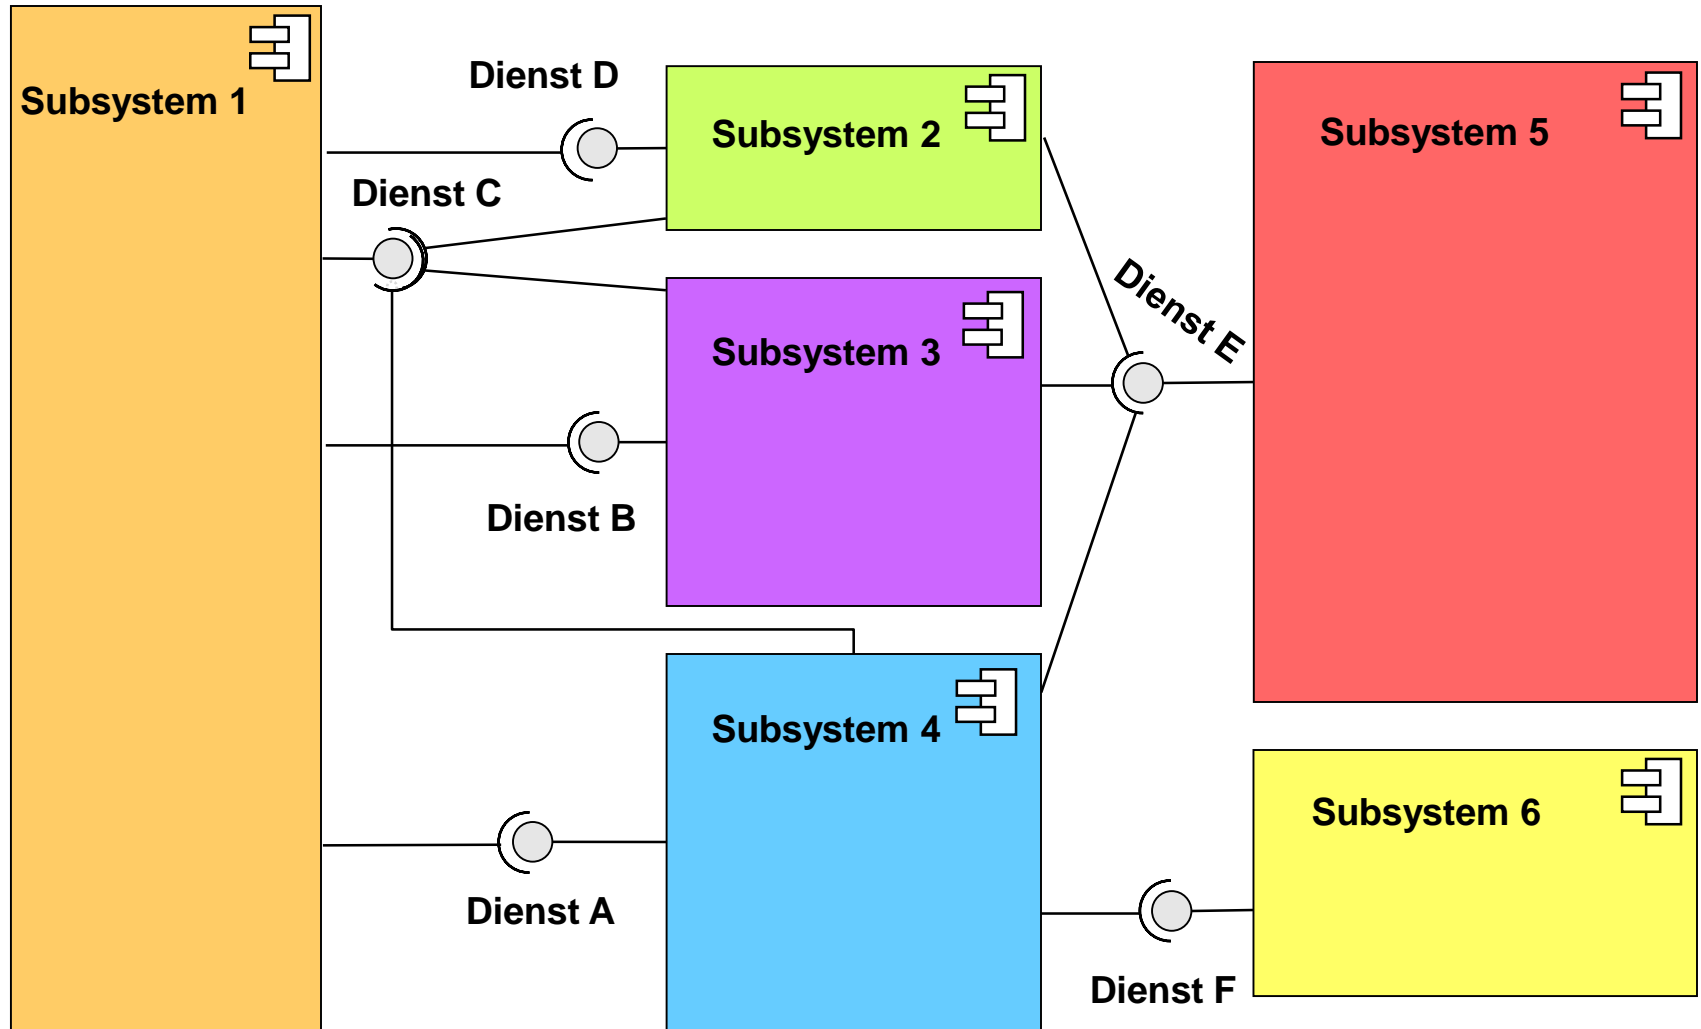 Subsystem 1
Dienst D
Subsystem 2
Subsystem 5
Dienst C
Dienst E
Subsystem 3
Dienst B
Subsystem 4
Subsystem 6
Dienst A
Dienst F